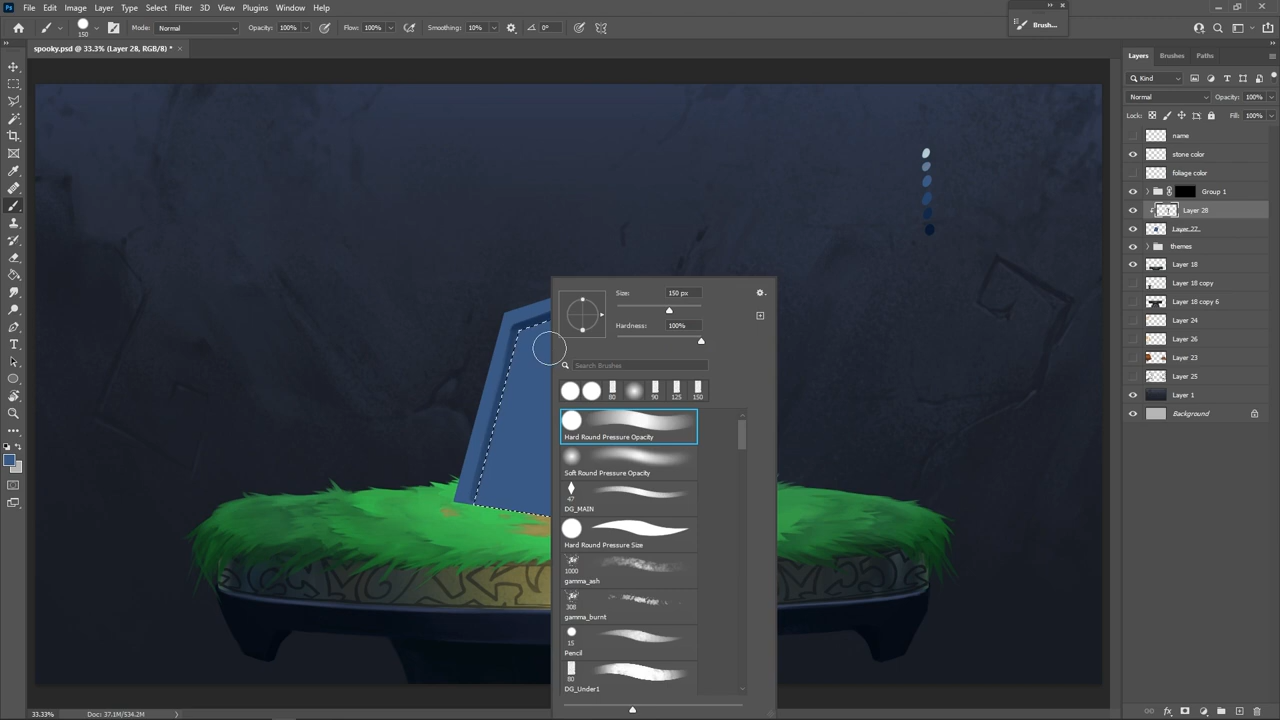 Ps File Edit Image Layer Type Select Filter 3D View Plugins Window Help
Brush...
150 Mode: Normal Opacity: 100% Flow: 100% Smoothing: 10% 0°
spooky.psd @ 33.3% (Layer 28, RGB/8) * ×
Layers Brushes Paths
Kind
Normal Opacity: 100%
Lock: Fill: 100%
name
stone color
foliage color
Group 1
Layer 28
Layer 27
themes
Layer 18
Layer 18 copy
Layer 18 copy 6
Layer 24
Layer 26
Layer 23
Layer 25
Layer 1
Background
Size: 150 px
Hardness: 100%
Search Brushes
80 90 125 150
Hard Round Pressure Opacity
Soft Round Pressure Opacity
47
DG_MAIN
Hard Round Pressure Size
1000
gamma_ash
308
gamma_burnt
15
Pencil
80
DG_Under1
33.33% Doc: 37.1M/534.2M
fx